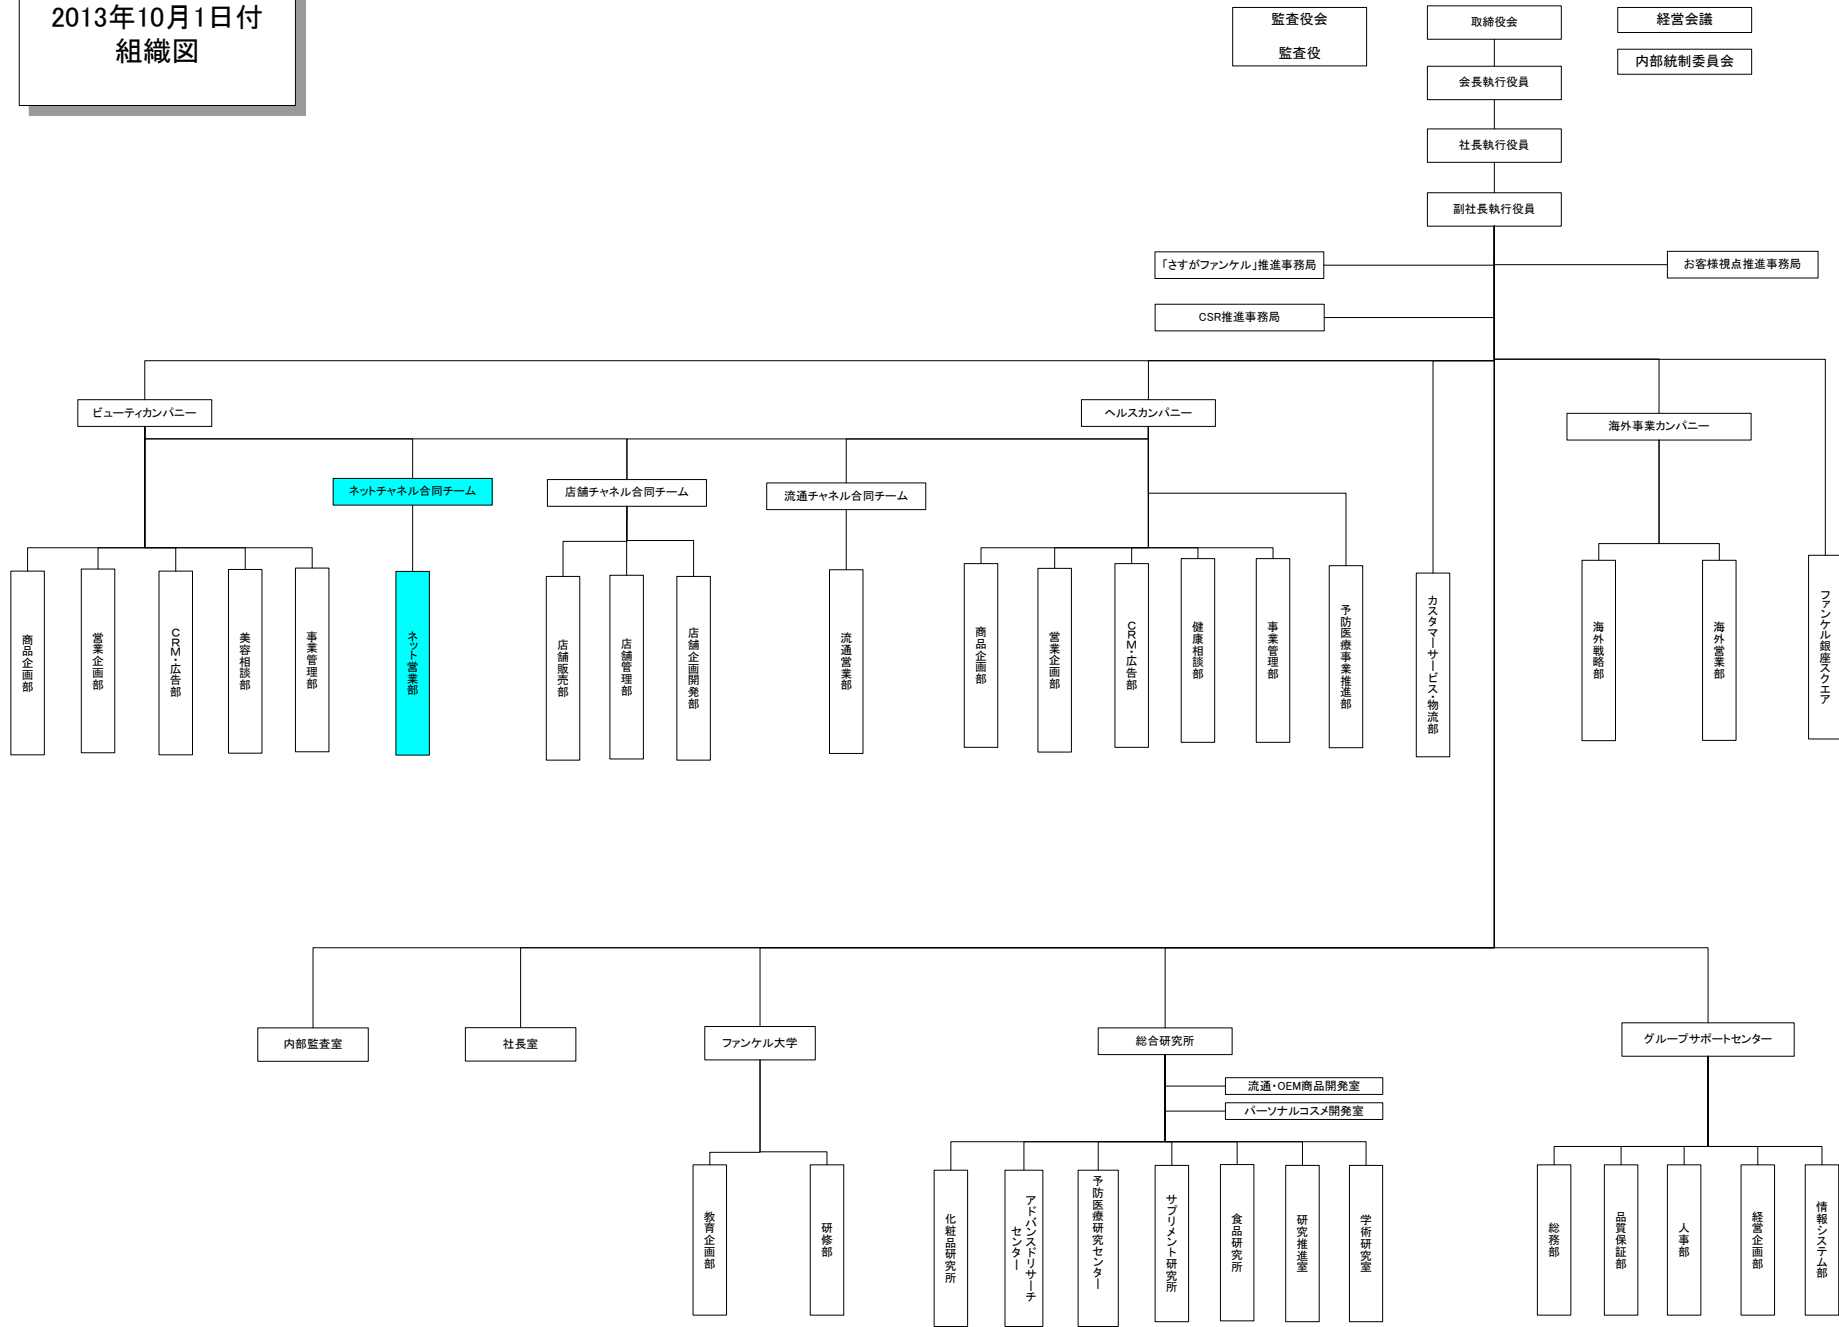 2013年10月1日付
組織図
監査役会
監査役
取締役会
経営会議
内部統制委員会
会長執行役員
社長執行役員
副社長執行役員
「さすがファンケル」推進事務局
お客様視点推進事務局
CSR推進事務局
ビューティカンパニー
ヘルスカンパニー
海外事業カンパニー
ネットチャネル合同チーム
店舗チャネル合同チーム
流通チャネル合同チーム
商品企画部
営業企画部
CRM・広告部
美容相談部
事業管理部
ネット営業部
店舗販売部
店舗管理部
店舗企画開発部
流通営業部
商品企画部
営業企画部
CRM・広告部
健康相談部
事業管理部
予防医療事業推進部
カスタマーサービス・物流部
海外戦略部
海外営業部
ファンケル銀座スクエア
内部監査室
社長室
ファンケル大学
総合研究所
グループサポートセンター
流通・OEM商品開発室
パーソナルコスメ開発室
教育企画部
研修部
化粧品研究所
アドバンスドリサーチ
センター
予防医療研究センター
サプリメント研究所
食品研究所
研究推進室
学術研究室
総務部
品質保証部
人事部
経営企画部
情報システム部